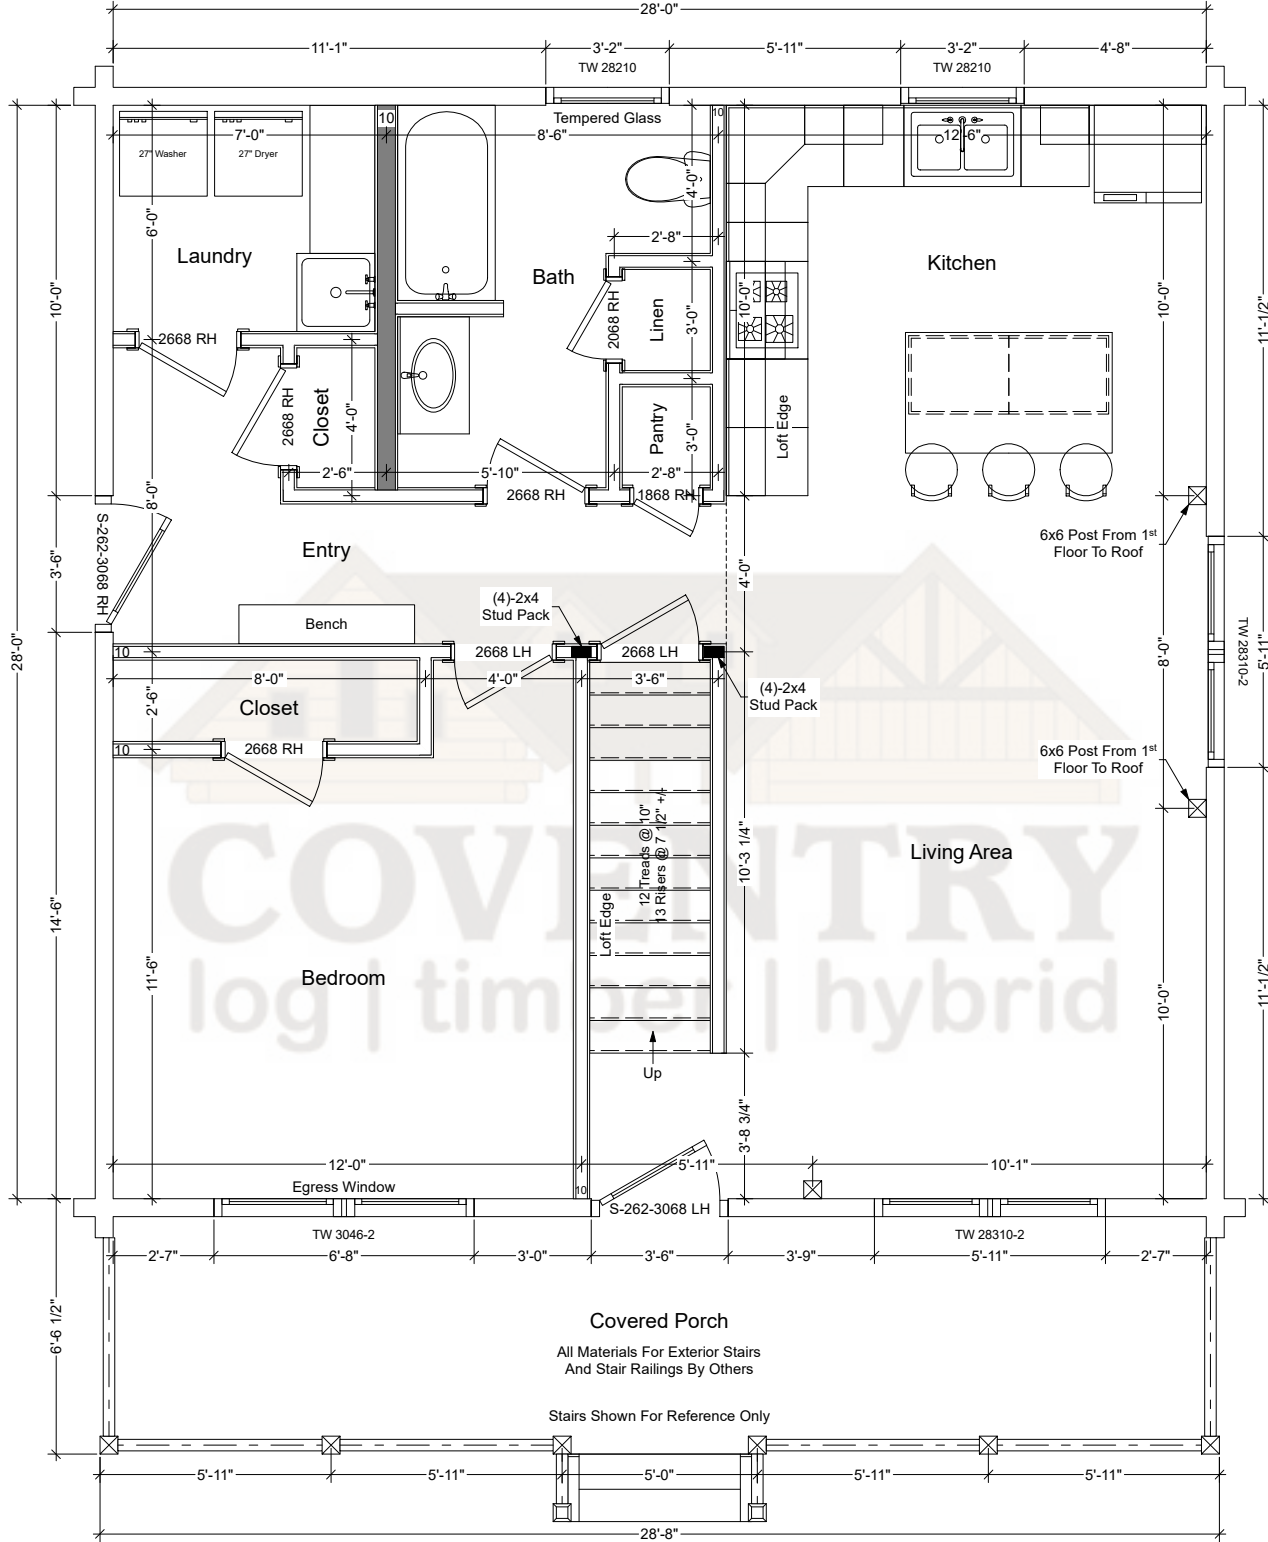 28'-0"
11'-1"
3'-2"
5'-11"
3'-2"
4'-8"
TW 28210
TW 28210
Tempered Glass
10
10
7'-0"
8'-6"
12'-6"
27" Washer
27" Dryer
4'-0"
6'-0"
2'-8"
Laundry
Bath
Kitchen
10'-0"
10'-0"
10'-0"
11'-1/2"
2068 RH
Linen
3'-0"
2668 RH
2668 RH
Closet
4'-0"
Pantry
3'-0"
Loft Edge
2'-6"
5'-10"
2'-8"
2668 RH
1868 RH
8'-0"
S-262-3068 RH
3'-6"
Entry
6x6 Post From 1st
Floor To Roof
4'-0"
(4)-2x4
Stud Pack
Bench
28'-0"
10
2668 LH
2668 LH
8'-0"
TW 28310-2
5'-11"
8'-0"
4'-0"
3'-6"
2'-6"
Closet
(4)-2x4
Stud Pack
10
2668 RH
6x6 Post From 1st
Floor To Roof
12 Treads @ 10"
13 Risers @ 7 1/2" +/-
10'-3 1/4"
Living Area
COVENTRY
log | timber | hybrid
14'-6"
11'-6"
Loft Edge
Bedroom
10'-0"
11'-1/2"
Up
3'-8 3/4"
12'-0"
5'-11"
10'-1"
Egress Window
10
S-262-3068 LH
TW 3046-2
TW 28310-2
2'-7"
6'-8"
3'-0"
3'-6"
3'-9"
5'-11"
2'-7"
6'-6 1/2"
Covered Porch
All Materials For Exterior Stairs
And Stair Railings By Others
Stairs Shown For Reference Only
5'-11"
5'-11"
5'-0"
5'-11"
5'-11"
28'-8"